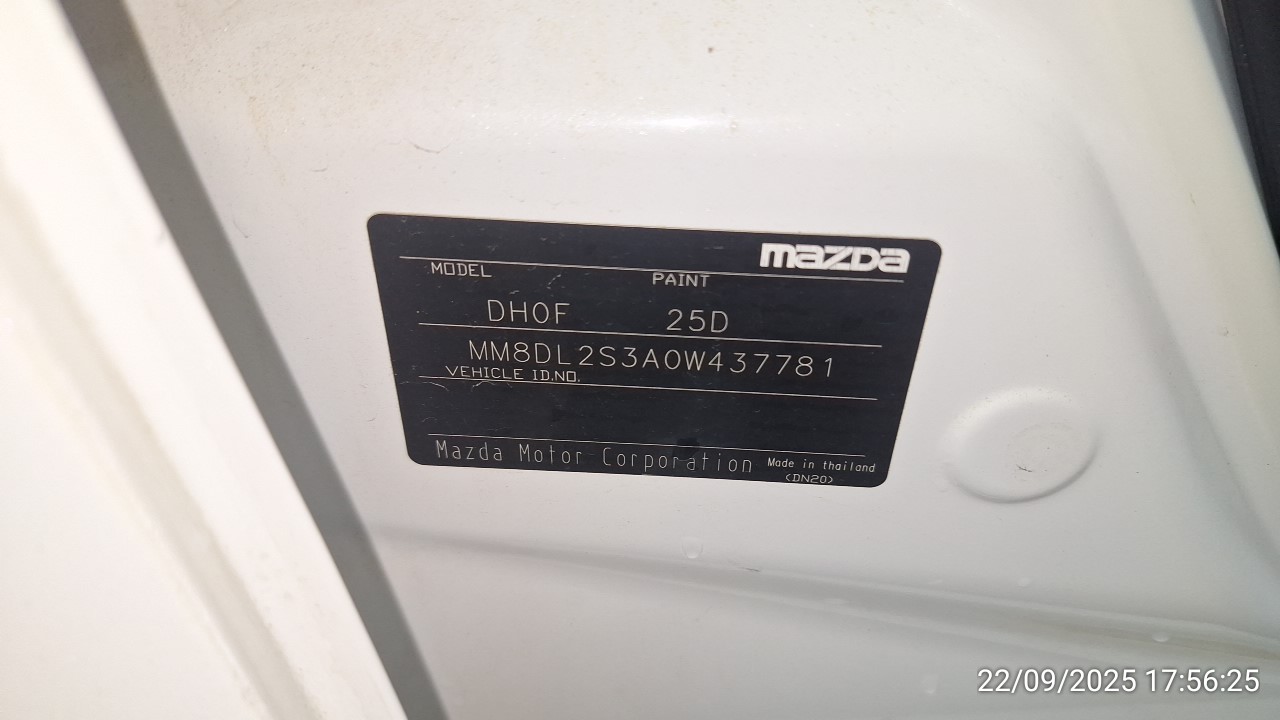 mazda
MODEL PAINT
DH0F 25D
MM8DL2S3A0W437781
VEHICLE ID.NO.
Mazda Motor Corporation Made in thailand
(DN20)
22/09/2025 17:56:25